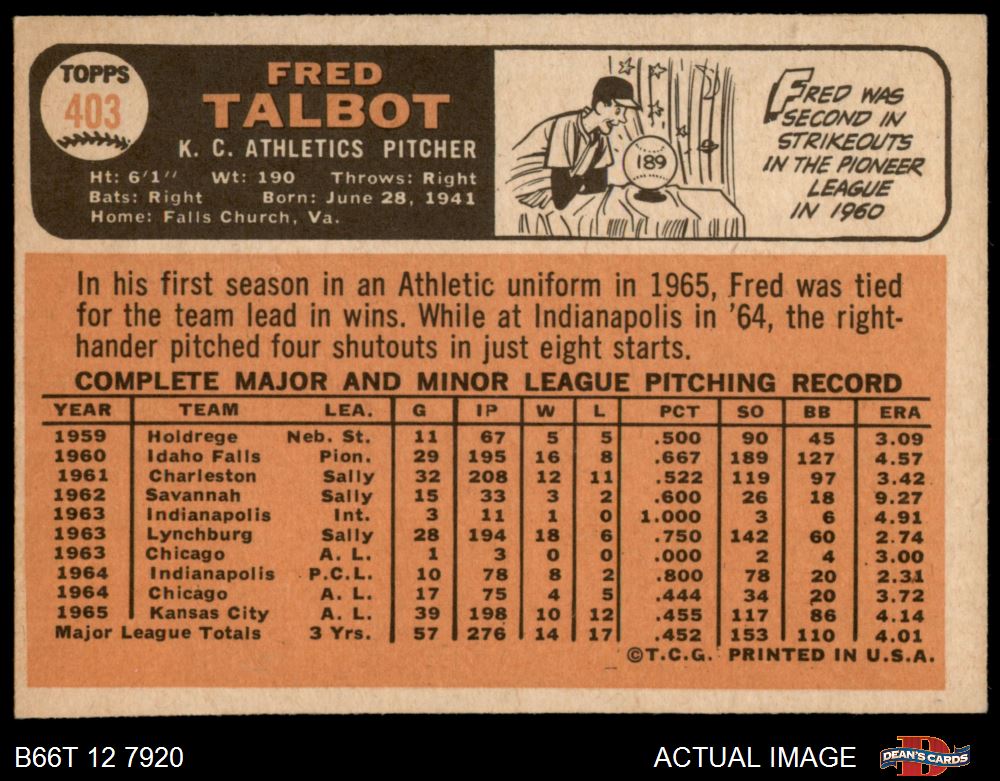 TOPPS
403
FRED
TALBOT
K. C. ATHLETICS PITCHER
Ht: 6'1" Wt: 190 Throws: Right
Bats: Right Born: June 28, 1941
Home: Falls Church, Va.
189
FRED WAS
SECOND IN
STRIKEOUTS
IN THE PIONEER
LEAGUE
IN 1960
In his first season in an Athletic uniform in 1965, Fred was tied
for the team lead in wins. While at Indianapolis in '64, the right-
hander pitched four shutouts in just eight starts.
COMPLETE MAJOR AND MINOR LEAGUE PITCHING RECORD
YEAR TEAM LEA. G IP W L PCT SO BB ERA
1959 Holdrege Neb. St. 11 67 5 5 .500 90 45 3.09
1960 Idaho Falls Pion. 29 195 16 8 .667 189 127 4.57
1961 Charleston Sally 32 208 12 11 .522 119 97 3.42
1962 Savannah Sally 15 33 3 2 .600 26 18 9.27
1963 Indianapolis Int. 3 11 1 0 1.000 3 6 4.91
1963 Lynchburg Sally 28 194 18 6 .750 142 60 2.74
1963 Chicago A. L. 1 3 0 0 .000 2 4 3.00
1964 Indianapolis P.C.L. 10 78 8 2 .800 78 20 2.31
1964 Chicago A. L. 17 75 4 5 .444 34 20 3.72
1965 Kansas City A. L. 39 198 10 12 .455 117 86 4.14
Major League Totals 3 Yrs. 57 276 14 17 .452 153 110 4.01
©T.C.G. PRINTED IN U.S.A.
B66T 12 7920 ACTUAL IMAGE DEAN'S CARDS